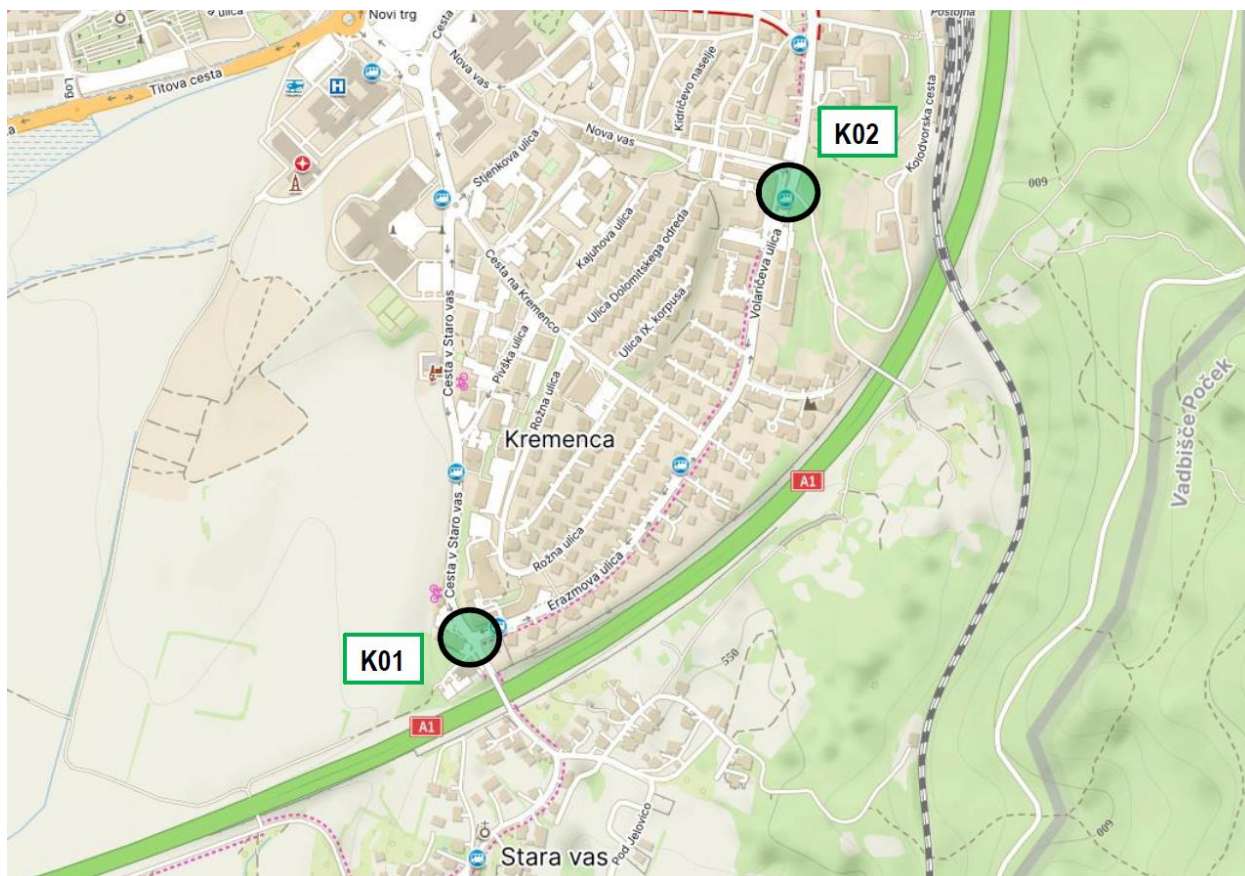 Novi trg
Cesta
Postojna
ulica
Log
Titova cesta
H
Nova vas
Kidričevo naselje
Kolodvorska cesta
K02
Nova vas
Stjenkova ulica
600
Kajuhova ulica
Ulica Dolomitskega odreda
Cesta na Kremenco
Volaričeva ulica
Ulica IX. korpusa
Cesta v Staro vas
Pivška ulica
Rožna ulica
Vadbišče Poček
Kremenca
A1
Cesta v Staro vas
Rožna ulica
Erazmova ulica
K01
550
A1
600
Pod Jelovico
Stara vas